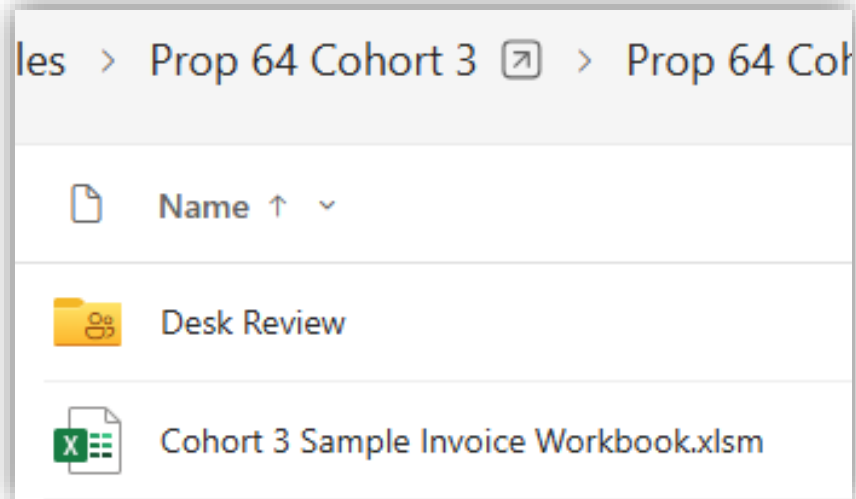 les > Prop 64 Cohort 3 > Prop 64 Coh
Name
Desk Review
Cohort 3 Sample Invoice Workbook.xlsm